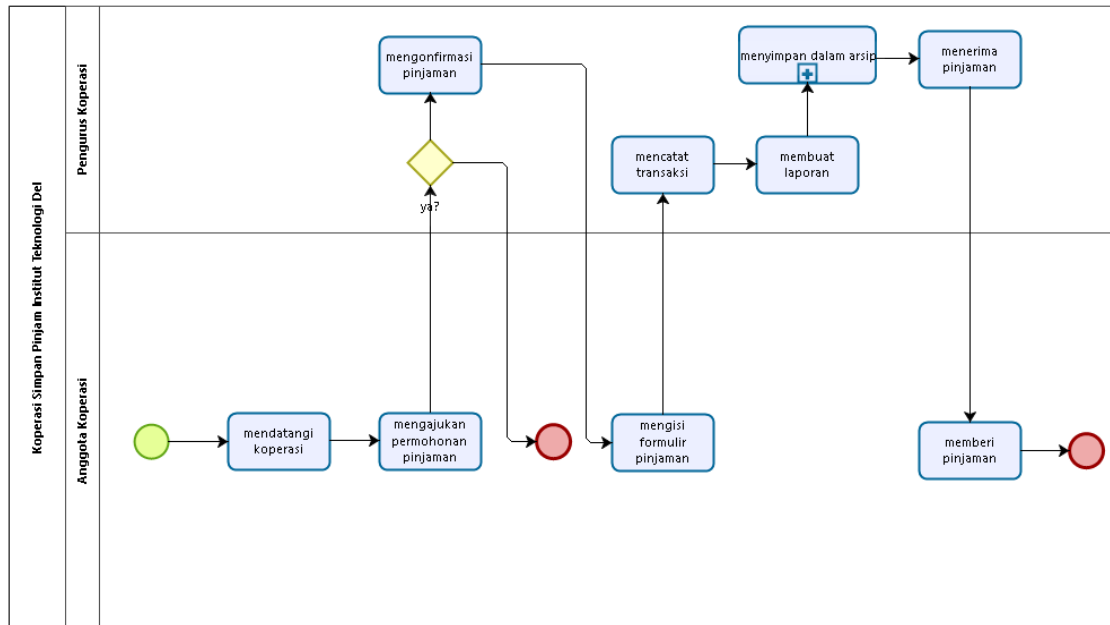 Koperasi Simpan Pinjam Institut Teknologi Del
Pengurus Koperasi
mengonfirmasi
pinjaman
ya?
mencatat
transaksi
membuat
laporan
menyimpan dalam arsip
menerima
pinjaman
Anggota Koperasi
mendatangi
koperasi
mengajukan
permohonan
pinjaman
mengisi
formulir
pinjaman
memberi
pinjaman